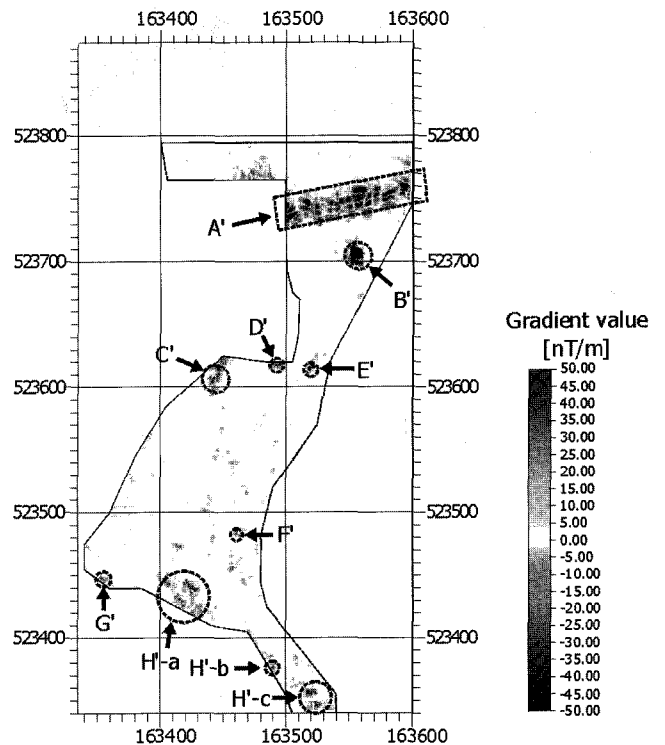 163400 163500 163600
523800 523800
A'
523700 523700
B'
Gradient value
[nT/m]
D'
C'
E'
523600 523600
50.00
45.00
40.00
35.00
30.00
25.00
20.00
15.00
10.00
5.00
0.00
-5.00
-10.00
-15.00
-20.00
-25.00
-30.00
-35.00
-40.00
-45.00
-50.00
523500 523500
F'
G'
523400 523400
H'-a
H'-b
H'-c
163400 163500 163600